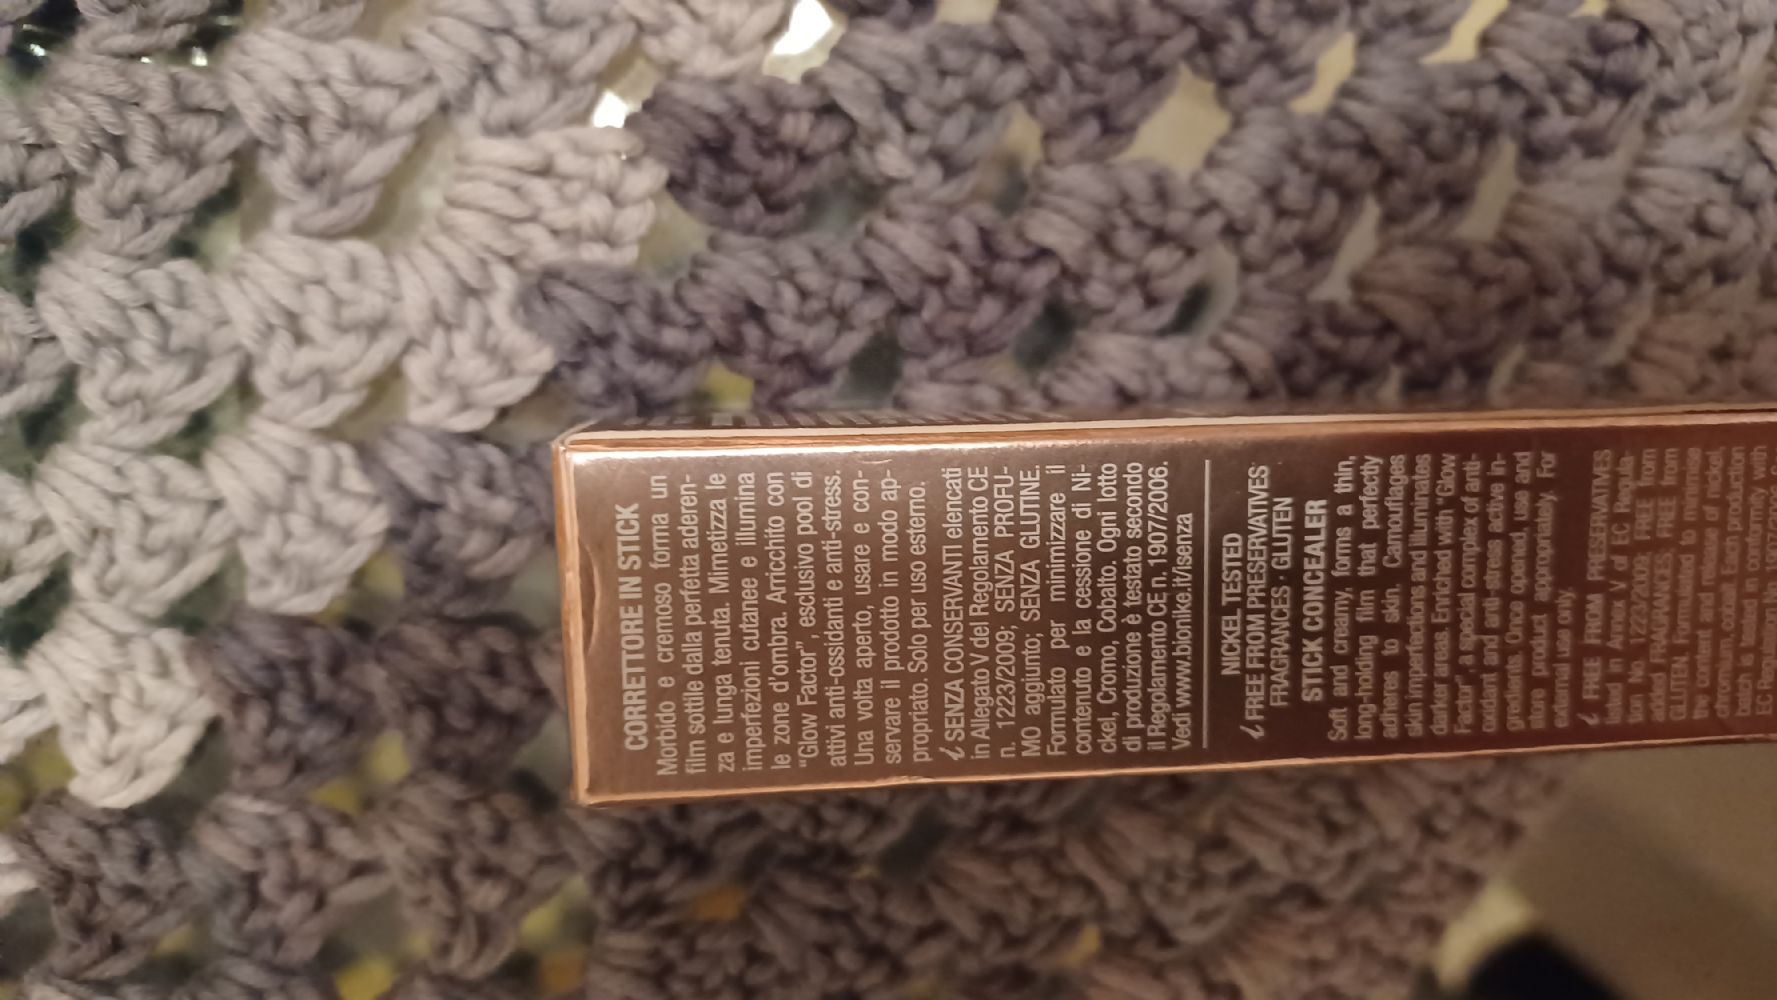 CORRETTORE IN STICK
Morbido e cremoso forma un
film sottile dalla perfetta aderen-
za e lunga tenuta. Mimetizza le
imperfezioni cutanee e illumina
le zone d'ombra. Arricchito con
"Glow Factor", esclusivo pool di
attivi anti-ossidanti e anti-stress.
Una volta aperto, usare e con-
servare il prodotto in modo ap-
propriato. Solo per uso esterno.
¿ SENZA CONSERVANTI elencati
in Allegato V del Regolamento CE
n. 1223/2009; SENZA PROFU-
MO aggiunto; SENZA GLUTINE.
Formulato per minimizzare il
contenuto e la cessione di Ni-
ckel, Cromo, Cobalto. Ogni lotto
di produzione è testato secondo
il Regolamento CE n. 1907/2006.
Vedi www.bionike.it/senza
NICKEL TESTED
¿ FREE FROM PRESERVATIVES
FRAGRANCES · GLUTEN
STICK CONCEALER
Soft and creamy, forms a thin,
long-holding film that perfectly
adheres to skin. Camouflages
skin imperfections and illuminates
darker areas. Enriched with "Glow
Factor", a special complex of anti-
oxidant and anti-stress active in-
gredients. Once opened, use and
store product appropriately. For
external use only.
¿ FREE FROM PRESERVATIVES
listed in Annex V of EC Regula-
tion No. 1223/2009, FREE from
added FRAGRANCES, FREE from
GLUTEN. Formulated to minimise
the content and release of nickel,
chromium, cobalt. Each production
batch is tested in conformity with